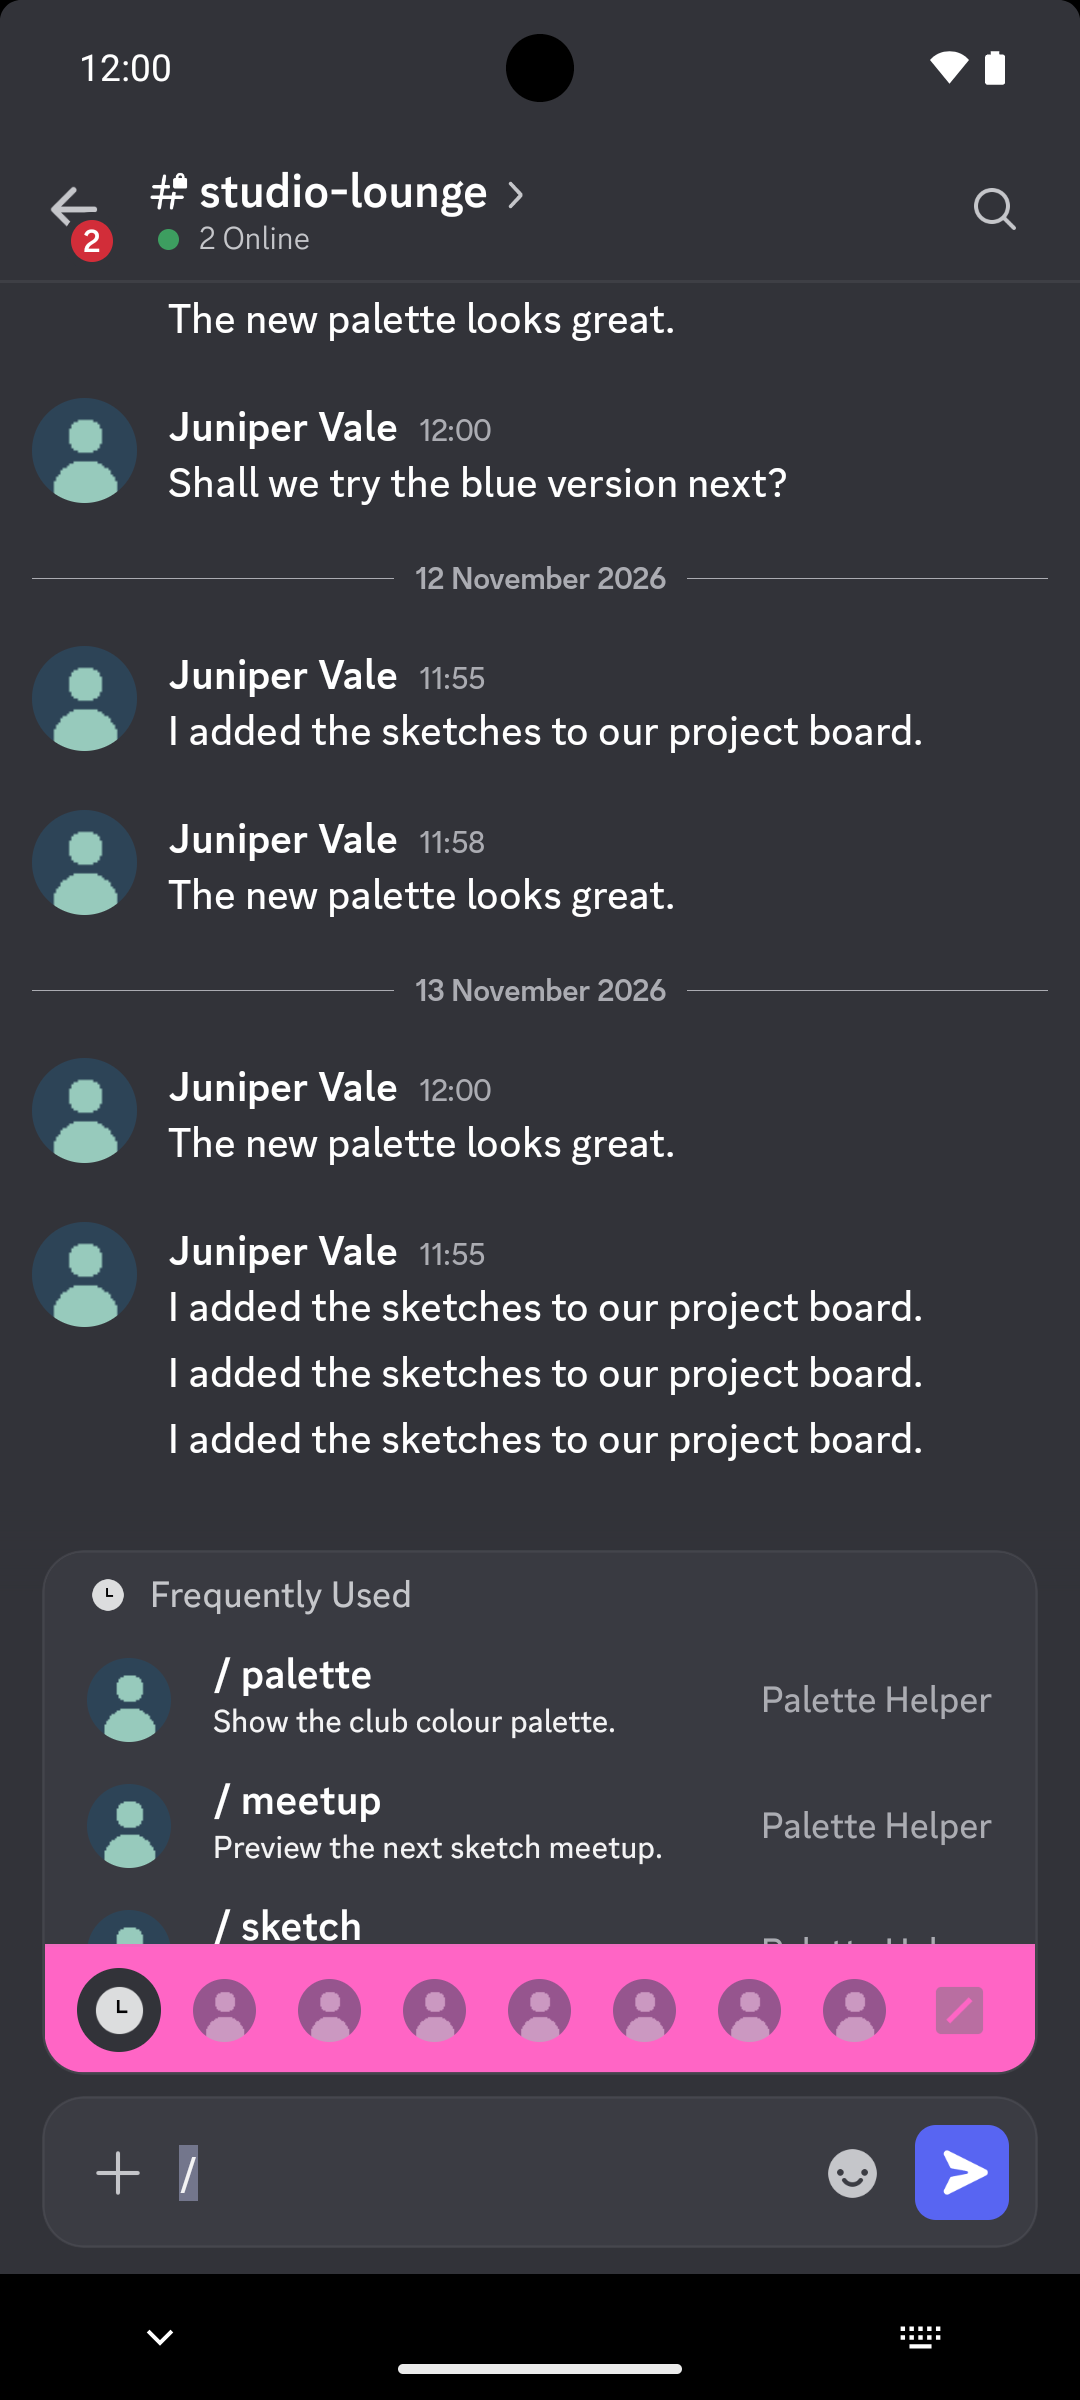 12:00
# studio-lounge
2
2 Online
The new palette looks great.
Juniper Vale 12:00
Shall we try the blue version next?
12 November 2026
Juniper Vale 11:55
I added the sketches to our project board.
Juniper Vale 11:58
The new palette looks great.
13 November 2026
Juniper Vale 12:00
The new palette looks great.
Juniper Vale 11:55
I added the sketches to our project board.
I added the sketches to our project board.
I added the sketches to our project board.
Frequently Used
/ palette
Show the club colour palette.
Palette Helper
/ meetup
Preview the next sketch meetup.
Palette Helper
/ sketch
/